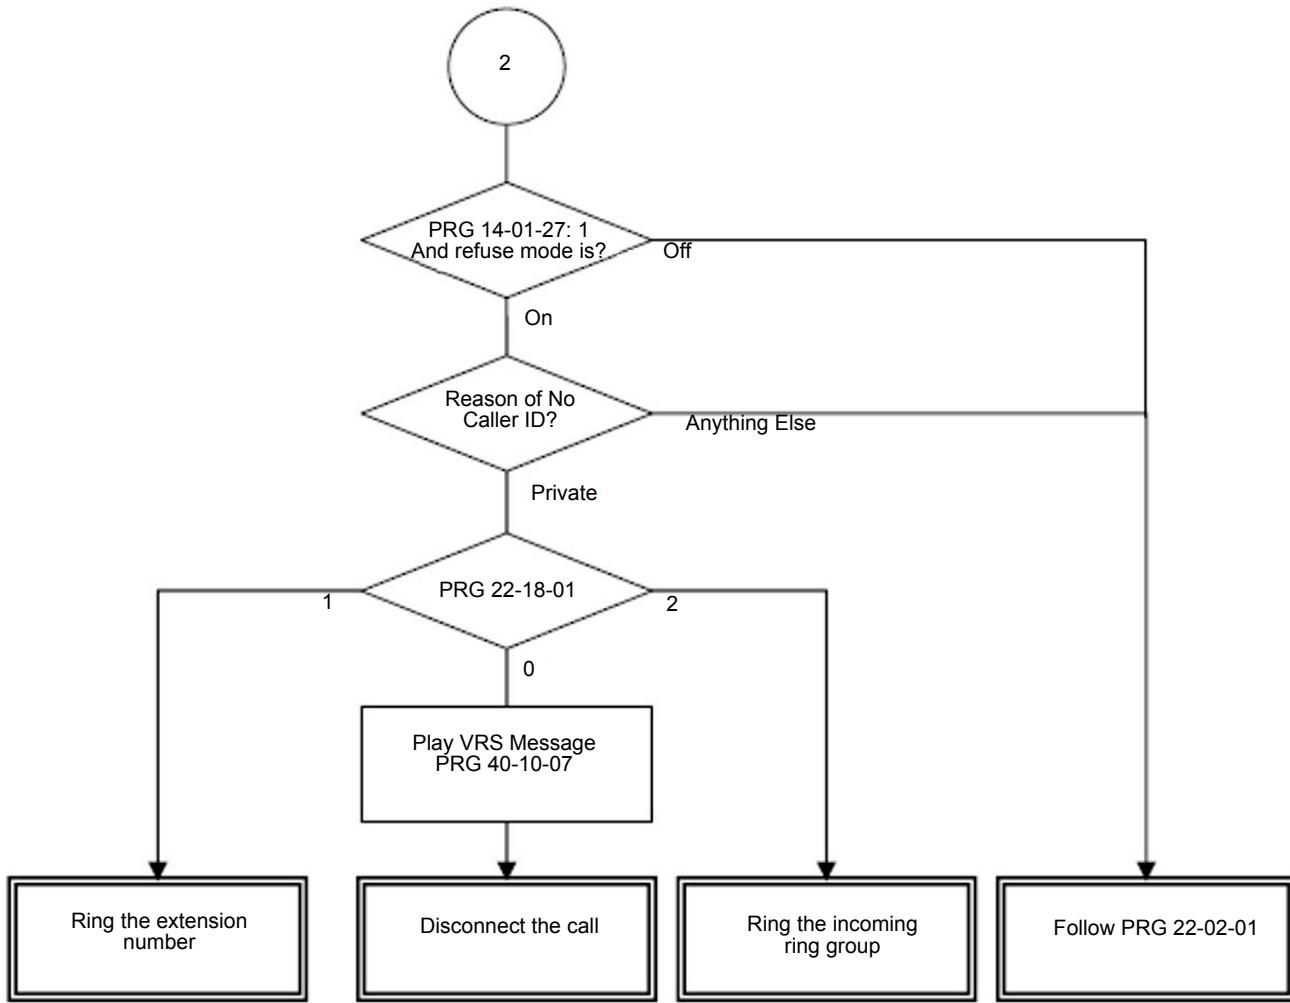 2
PRG 14-01-27: 1
And refuse mode is?
Off
On
Reason of No
Caller ID?
Anything Else
Private
PRG 22-18-01
1
2
0
Play VRS Message
PRG 40-10-07
Ring the extension
number
Disconnect the call
Ring the incoming
ring group
Follow PRG 22-02-01